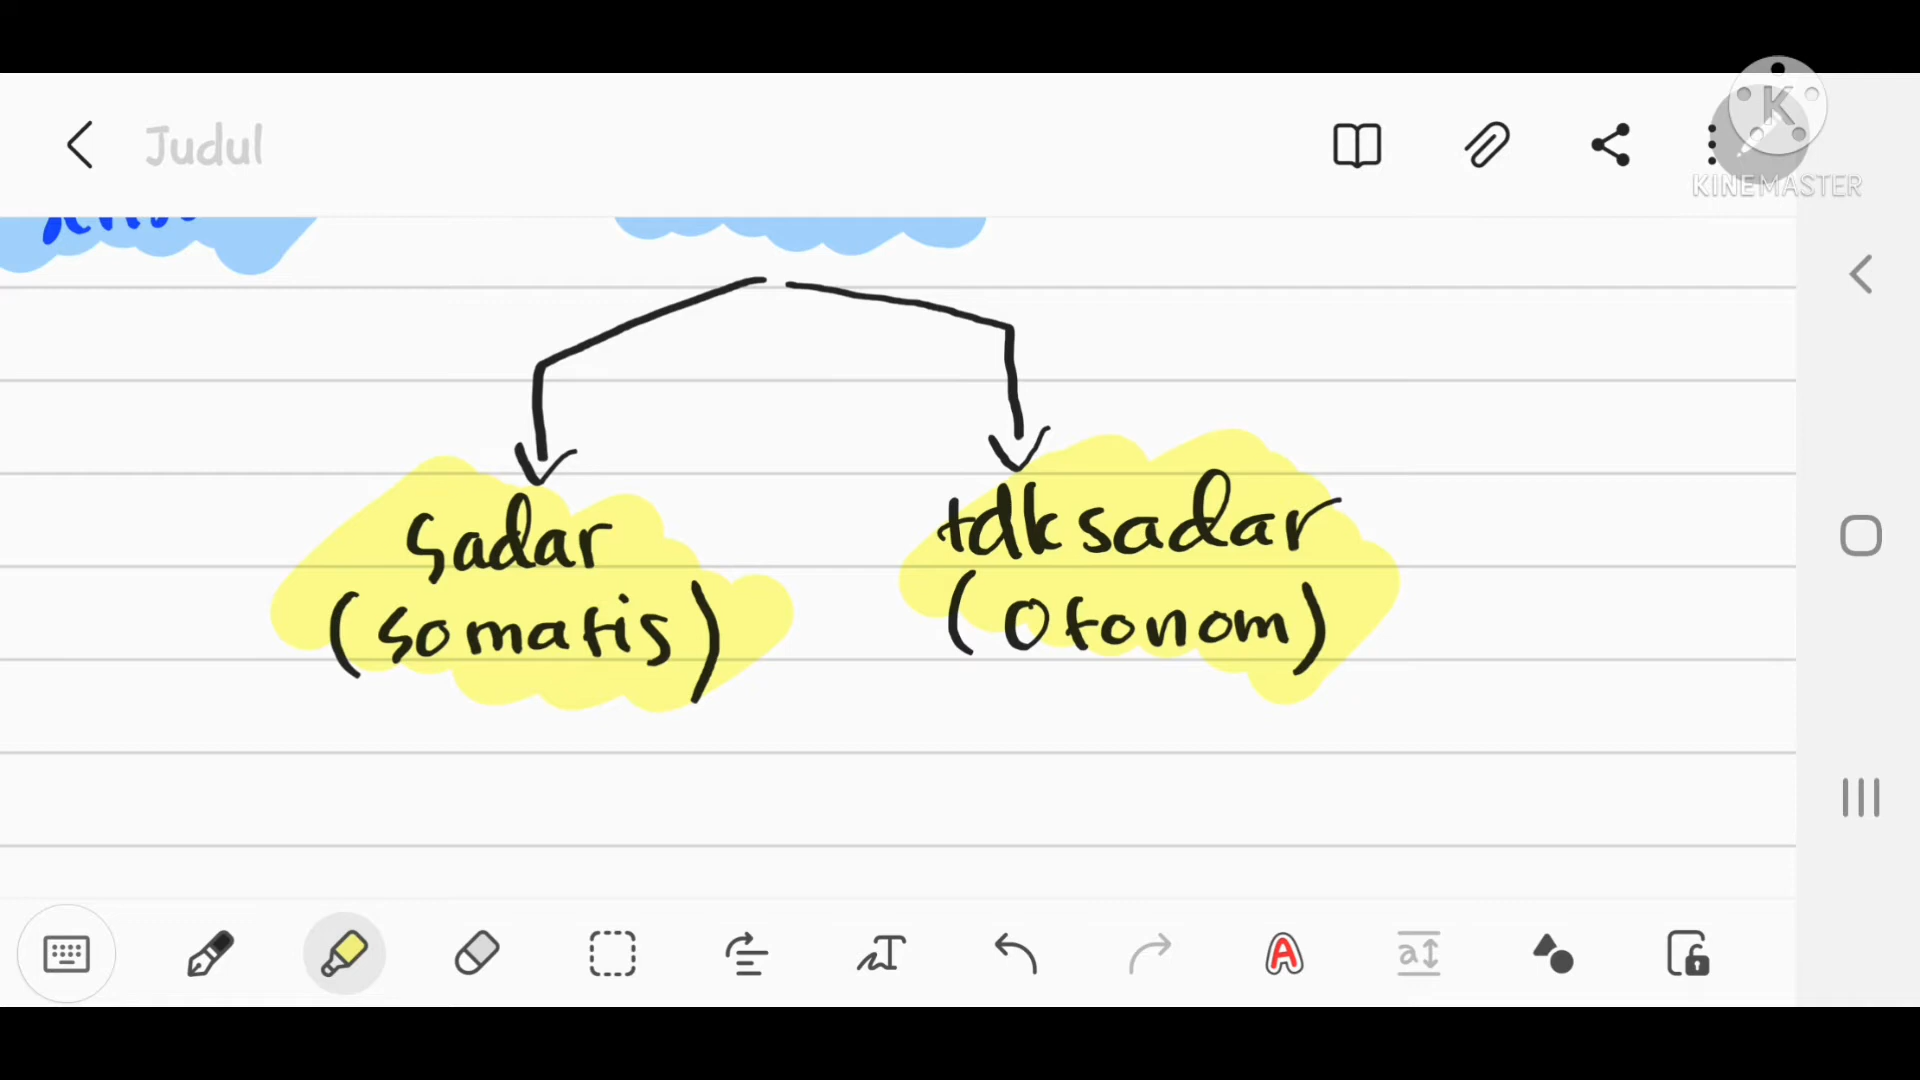 Judul
KINEMASTER
sadar
(somatis)
tdk sadar
(otonom)